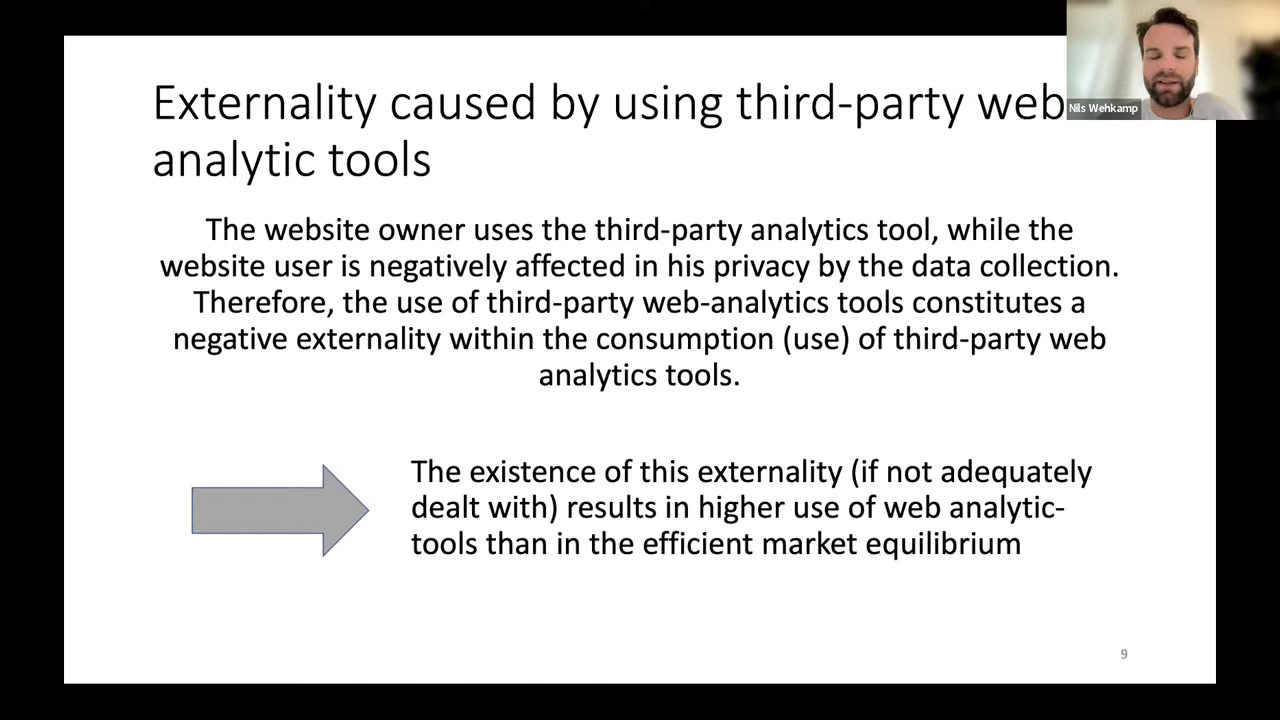 Externality caused by using third-party web
analytic tools
Nils Wehkamp
The website owner uses the third-party analytics tool, while the
website user is negatively affected in his privacy by the data collection.
Therefore, the use of third-party web-analytics tools constitutes a
negative externality within the consumption (use) of third-party web
analytics tools.
The existence of this externality (if not adequately
dealt with) results in higher use of web analytic-
tools than in the efficient market equilibrium
9